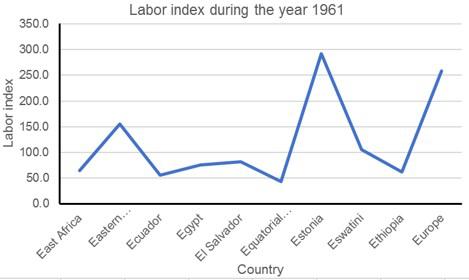 Labor index during the year 1961
350.0
300.0
250.0
200.0
150.0
100.0
50.0
0.0
Labor index
East Africa
Eastern...
Ecuador
Egypt
El Salvador
Equatorial...
Estonia
Eswatini
Ethiopia
Europe
Country